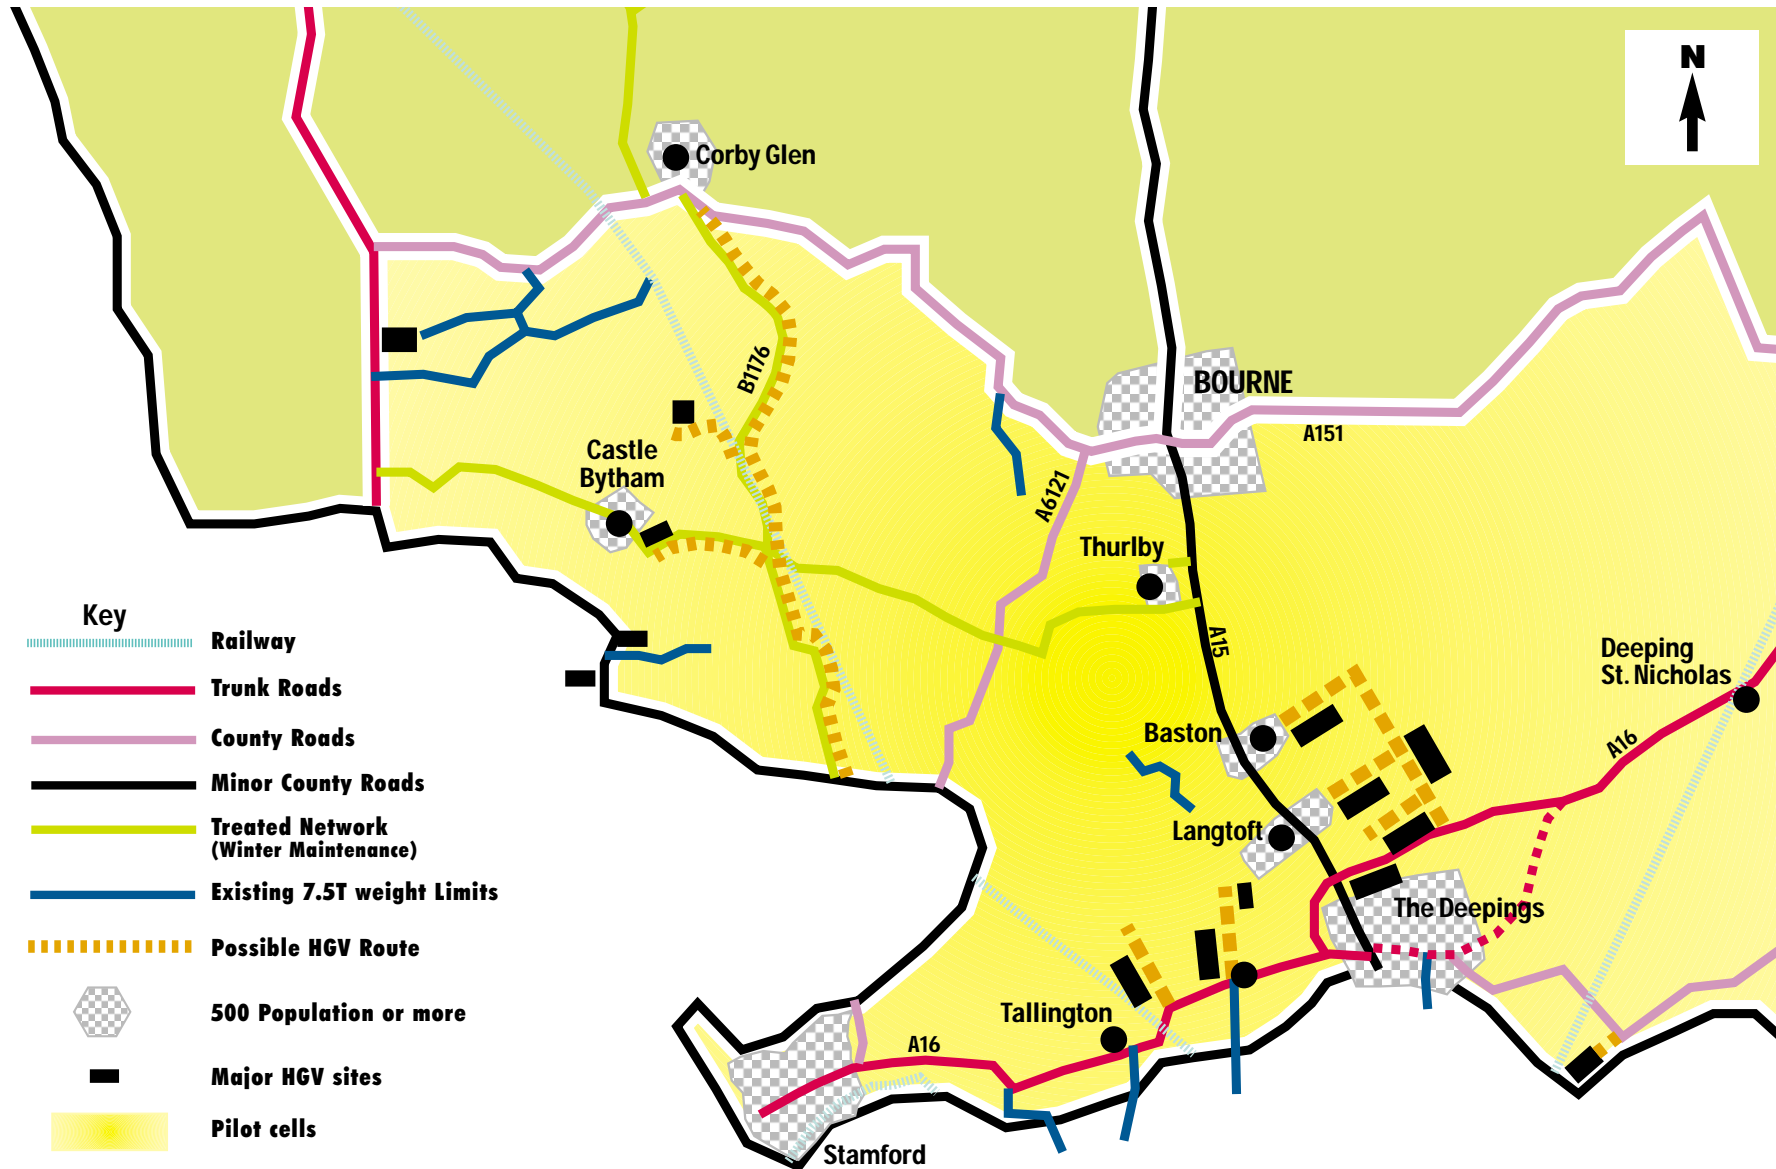 N
Corby Glen
B1176
BOURNE
A151
Castle
Bytham
A6121
Thurlby
A15
Deeping
St. Nicholas
Baston
A16
Langtoft
The Deepings
Tallington
A16
Stamford
Key
Railway
Trunk Roads
County Roads
Minor County Roads
Treated Network
(Winter Maintenance)
Existing 7.5T weight Limits
Possible HGV Route
500 Population or more
Major HGV sites
Pilot cells